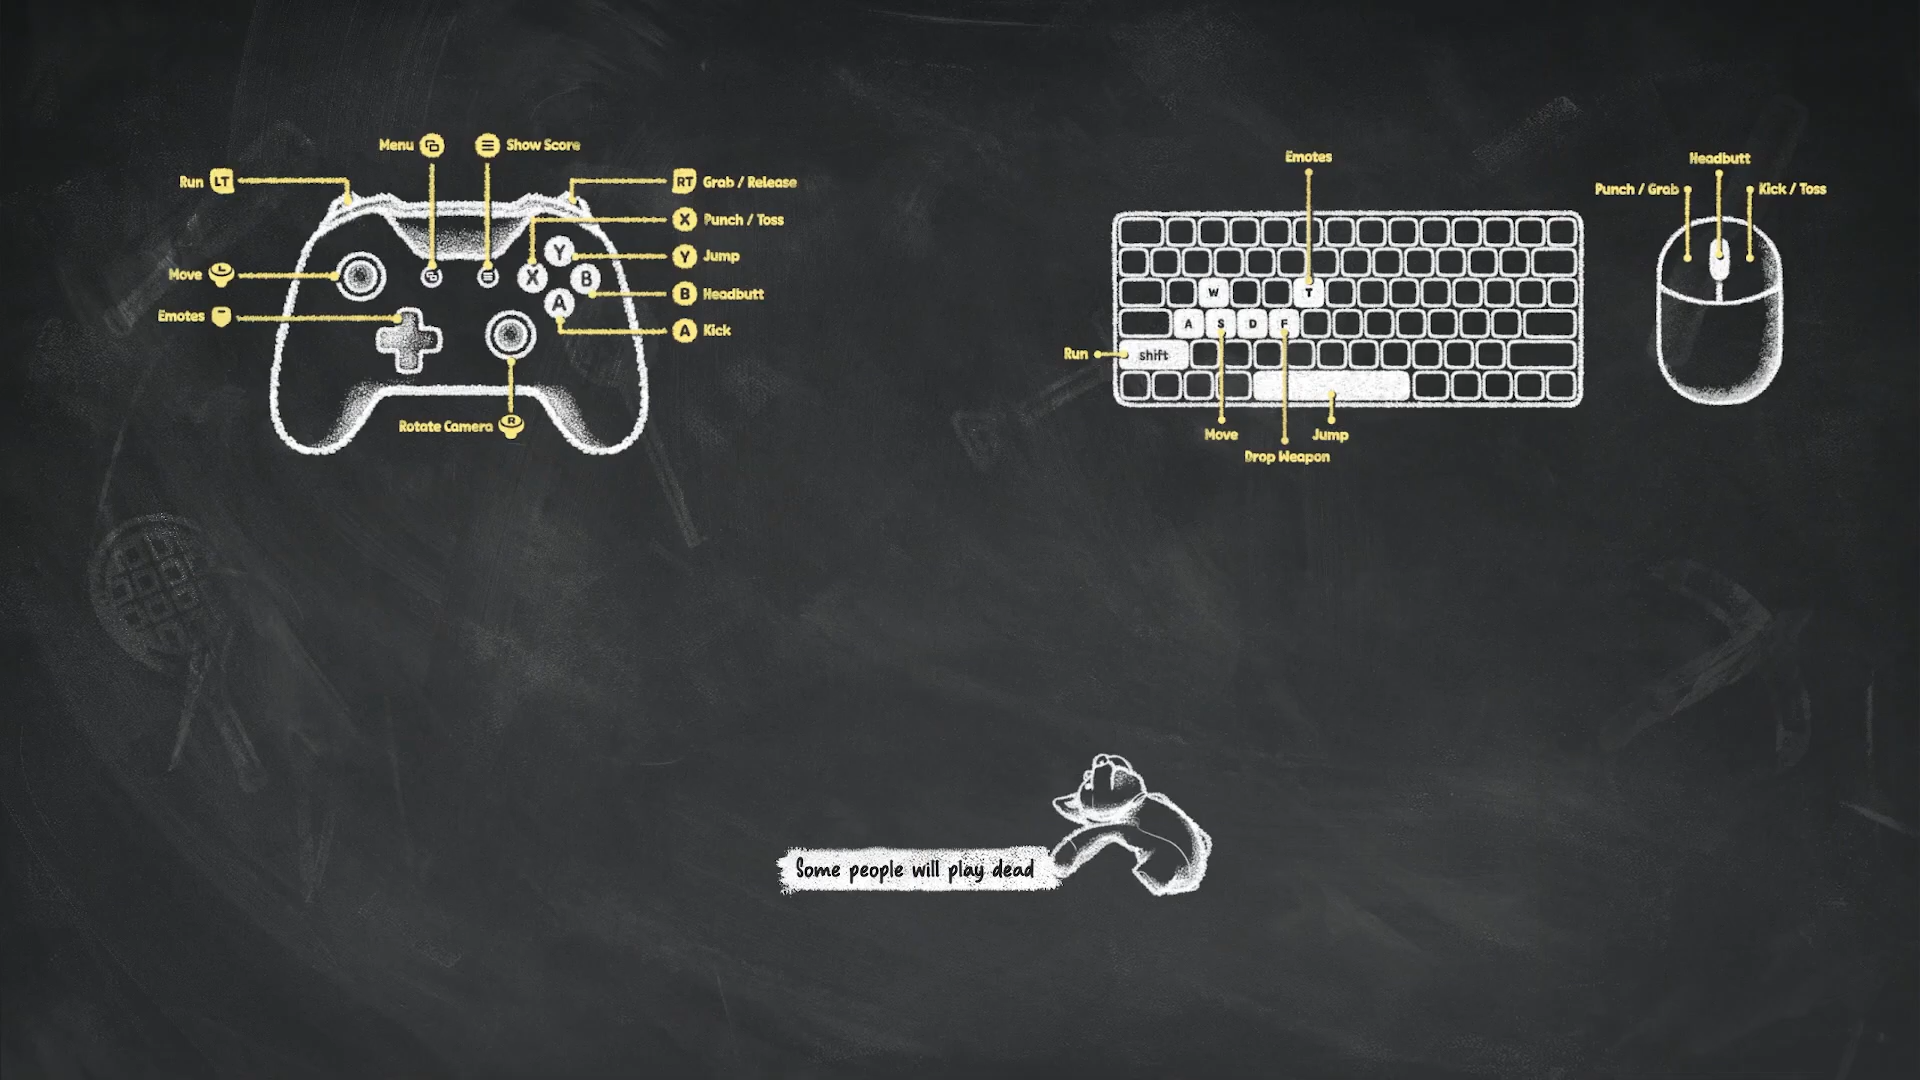 Menu
Show Score
Run LT
RT Grab / Release
X Punch / Toss
Y Jump
Move L
B Headbutt
Emotes
A Kick
Y
X B
A
Rotate Camera R
Emotes
W T
A S D F
Run shift
Move
Jump
Drop Weapon
Headbutt
Punch / Grab
Kick / Toss
Some people will play dead